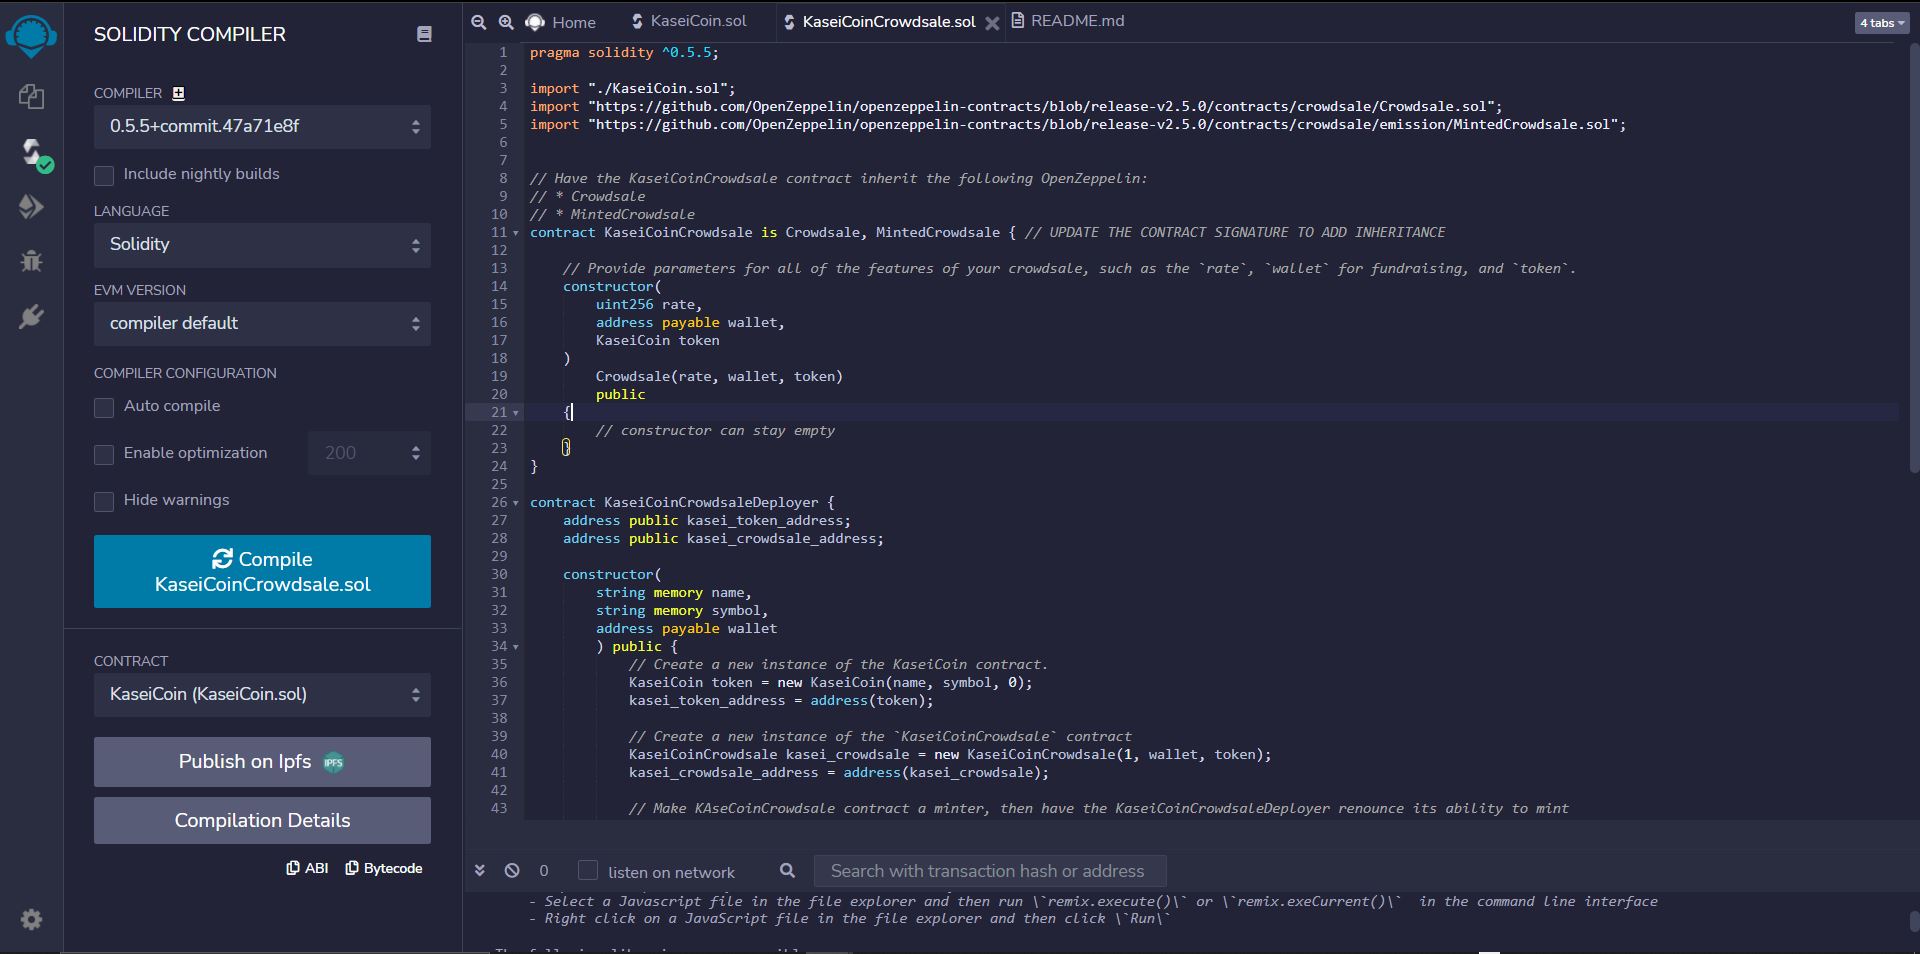 SOLIDITY COMPILER
COMPILER
0.5.5+commit.47a71e8f
Include nightly builds
LANGUAGE
Solidity
EVM VERSION
compiler default
COMPILER CONFIGURATION
Auto compile
Enable optimization 200
Hide warnings
Compile
KaseiCoinCrowdsale.sol
CONTRACT
KaseiCoin (KaseiCoin.sol)
Publish on Ipfs IPFS
Compilation Details
ABI Bytecode
Home KaseiCoin.sol KaseiCoinCrowdsale.sol README.md 4 tabs
1 pragma solidity ^0.5.5;
2
3 import "./KaseiCoin.sol";
4 import "https://github.com/OpenZeppelin/openzeppelin-contracts/blob/release-v2.5.0/contracts/crowdsale/Crowdsale.sol";
5 import "https://github.com/OpenZeppelin/openzeppelin-contracts/blob/release-v2.5.0/contracts/crowdsale/emission/MintedCrowdsale.sol";
6
7
8 // Have the KaseiCoinCrowdsale contract inherit the following OpenZeppelin:
9 // * Crowdsale
10 // * MintedCrowdsale
11 contract KaseiCoinCrowdsale is Crowdsale, MintedCrowdsale { // UPDATE THE CONTRACT SIGNATURE TO ADD INHERITANCE
12
13 // Provide parameters for all of the features of your crowdsale, such as the `rate`, `wallet` for fundraising, and `token`.
14 constructor(
15 uint256 rate,
16 address payable wallet,
17 KaseiCoin token
18 )
19 Crowdsale(rate, wallet, token)
20 public
21 {
22 // constructor can stay empty
23 }
24 }
25
26 contract KaseiCoinCrowdsaleDeployer {
27 address public kasei_token_address;
28 address public kasei_crowdsale_address;
29
30 constructor(
31 string memory name,
32 string memory symbol,
33 address payable wallet
34 ) public {
35 // Create a new instance of the KaseiCoin contract.
36 KaseiCoin token = new KaseiCoin(name, symbol, 0);
37 kasei_token_address = address(token);
38
39 // Create a new instance of the `KaseiCoinCrowdsale` contract
40 KaseiCoinCrowdsale kasei_crowdsale = new KaseiCoinCrowdsale(1, wallet, token);
41 kasei_crowdsale_address = address(kasei_crowdsale);
42
43 // Make KAseCoinCrowdsale contract a minter, then have the KaseiCoinCrowdsaleDeployer renounce its ability to mint
0 listen on network Search with transaction hash or address
- Select a Javascript file in the file explorer and then run \`remix.execute()\` or \`remix.exeCurrent()\` in the command line interface
- Right click on a JavaScript file in the file explorer and then click \`Run\`